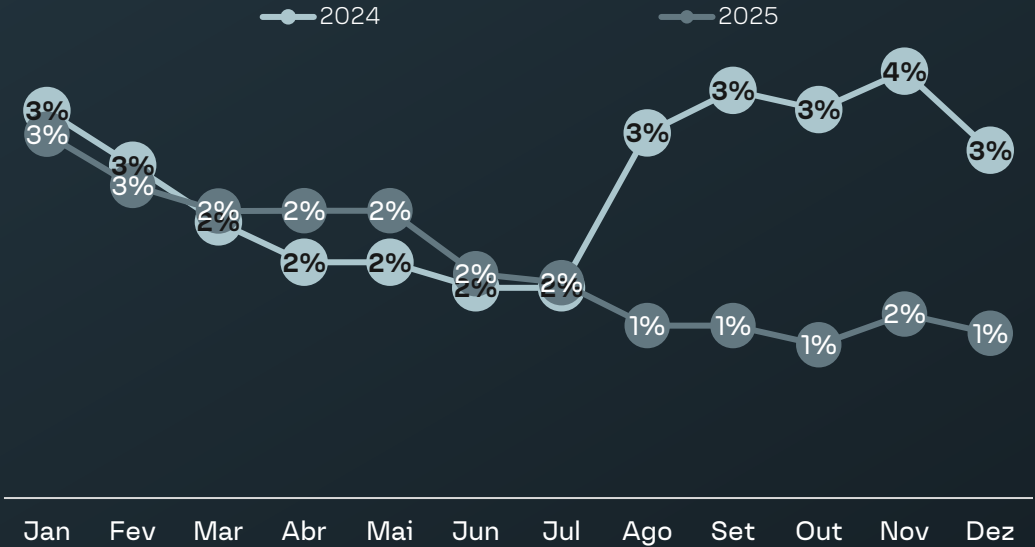 2024 2025
3% 3% 2% 2% 2% 2% 2% 3% 3% 3% 4% 3%
3% 3% 2% 2% 2% 2% 2% 1% 1% 1% 2% 1%
Jan Fev Mar Abr Mai Jun Jul Ago Set Out Nov Dez